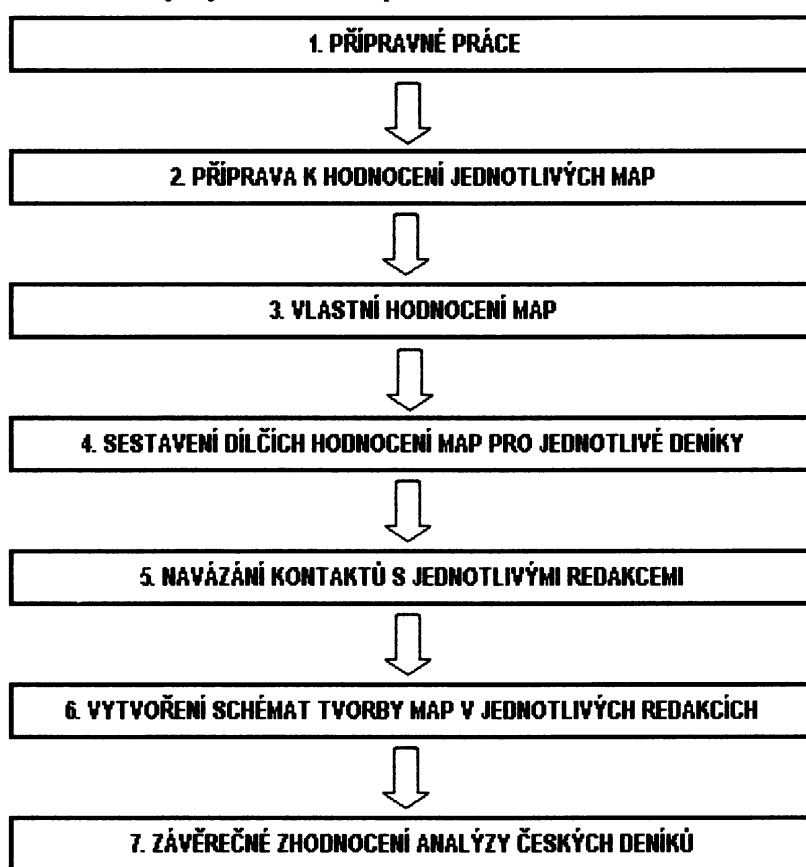 1. PŘÍPRAVNÉ PRÁCE
2. PŘÍPRAVA K HODNOCENÍ JEDNOTLIVÝCH MAP
3. VLASTNÍ HODNOCENÍ MAP
4. SESTAVENÍ DÍLČÍCH HODNOCENÍ MAP PRO JEDNOTLIVÉ DENÍKY
5. NAVÁZÁNÍ KONTAKTŮ S JEDNOTLIVÝMI REDAKCEMI
6. VYTVOŘENÍ SCHÉMAT TVORBY MAP V JEDNOTLIVÝCH REDAKCÍCH
7. ZÁVĚREČNÉ ZHODNOCENÍ ANALÝZY ČESKÝCH DENÍKŮ